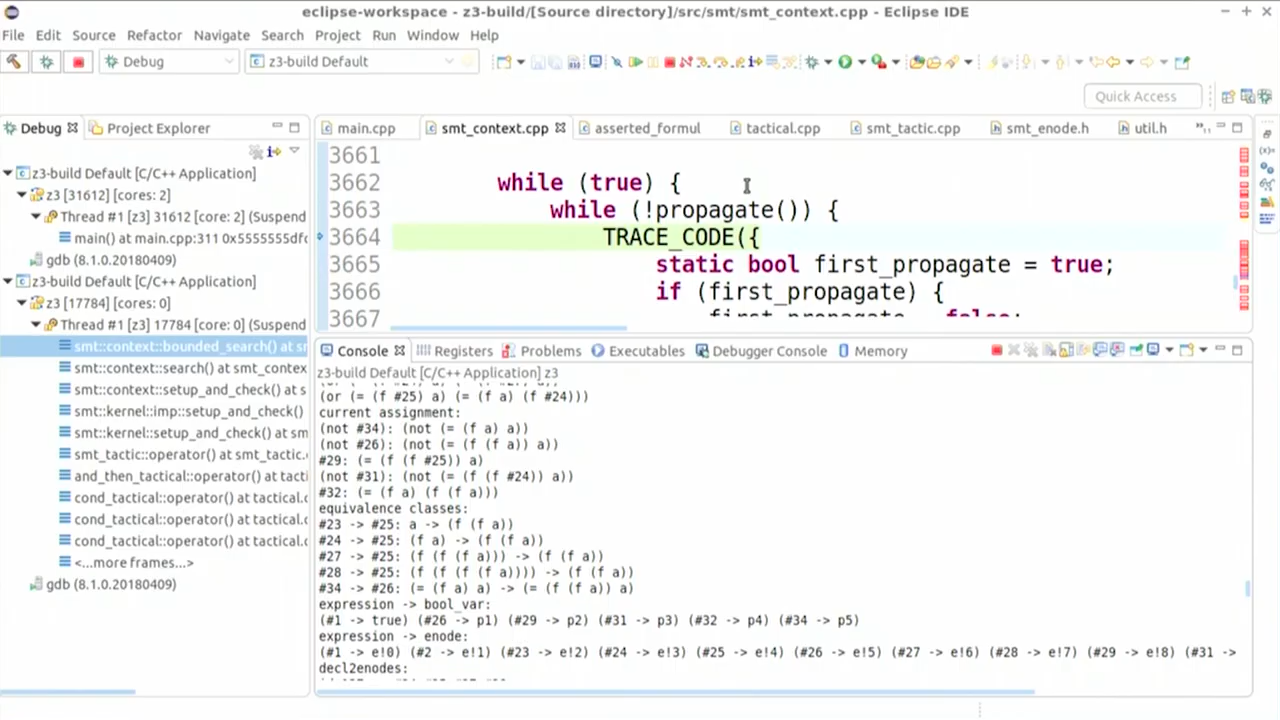 eclipse-workspace - z3-build/[Source directory]/src/smt/smt_context.cpp - Eclipse IDE
File Edit Source Refactor Navigate Search Project Run Window Help
Debug z3-build Default
Quick Access
Debug Project Explorer
z3-build Default [C/C++ Application]
z3 [31612] [cores: 2]
Thread #1 [z3] 31612 [core: 2] (Suspend
main() at main.cpp:311 0x5555555dfc
gdb (8.1.0.20180409)
z3-build Default [C/C++ Application]
z3 [17784] [cores: 0]
Thread #1 [z3] 17784 [core: 0] (Suspend
smt::context::bounded_search() at sr
smt::context::search() at smt_contex
smt::context::setup_and_check() at s
smt::kernel::imp::setup_and_check()
smt::kernel::setup_and_check() at sm
smt_tactic::operator() at smt_tactic.c
and_then_tactical::operator() at tacti
cond_tactical::operator() at tactical.c
cond_tactical::operator() at tactical.c
cond_tactical::operator() at tactical.c
<...more frames...>
gdb (8.1.0.20180409)
main.cpp smt_context.cpp asserted_formul tactical.cpp smt_tactic.cpp smt_enode.h util.h
3661
3662 while (true) {
3663 while (!propagate()) {
3664 TRACE_CODE({
3665 static bool first_propagate = true;
3666 if (first_propagate) {
3667 first_propagate = false;
Console Registers Problems Executables Debugger Console Memory
z3-build Default [C/C++ Application] z3
(or (= (f #25) a) (= (f a) (f #24)))
current assignment:
(not #34): (not (= (f a) a))
(not #26): (not (= (f (f a)) a))
#29: (= (f (f #25)) a)
(not #31): (not (= (f (f #24)) a))
#32: (= (f a) (f (f a)))
equivalence classes:
#23 -> #25: a -> (f (f a))
#24 -> #25: (f a) -> (f (f a))
#27 -> #25: (f (f (f a))) -> (f (f a))
#28 -> #25: (f (f (f (f a)))) -> (f (f a))
#34 -> #26: (= (f a) a) -> (= (f (f a)) a)
expression -> bool_var:
(#1 -> true) (#26 -> p1) (#29 -> p2) (#31 -> p3) (#32 -> p4) (#34 -> p5)
expression -> enode:
(#1 -> e!0) (#2 -> e!1) (#23 -> e!2) (#24 -> e!3) (#25 -> e!4) (#26 -> e!5) (#27 -> e!6) (#28 -> e!7) (#29 -> e!8) (#31 ->
decl2enodes: